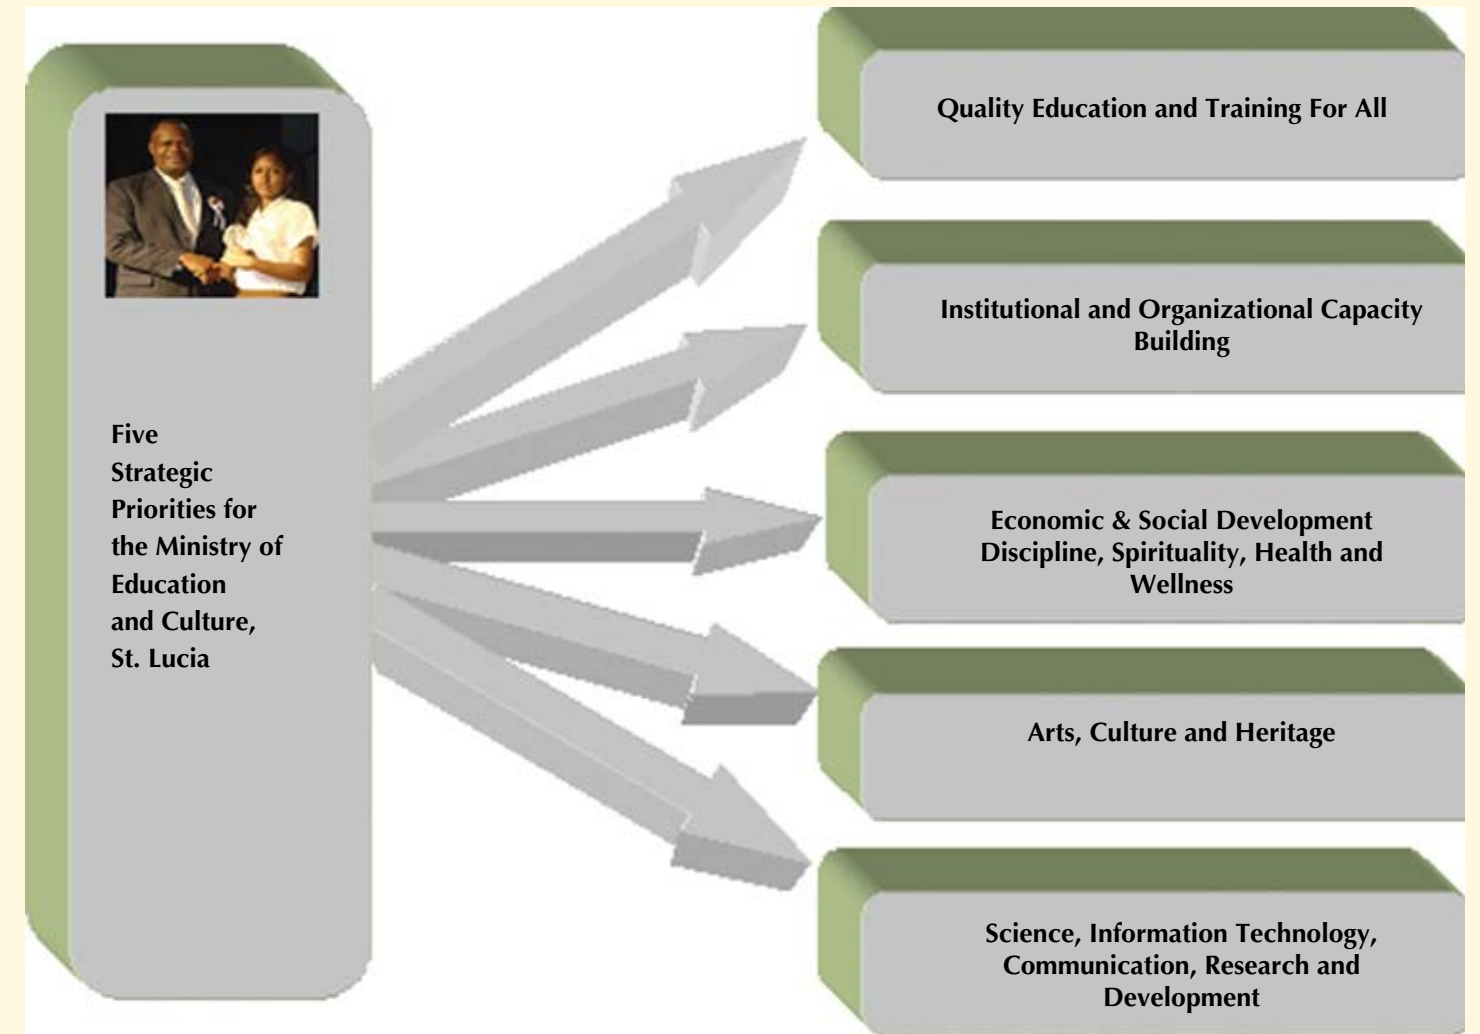 Five
Strategic
Priorities for
the Ministry of
Education
and Culture,
St. Lucia
Quality Education and Training For All
Institutional and Organizational Capacity
Building
Economic & Social Development
Discipline, Spirituality, Health and
Wellness
Arts, Culture and Heritage
Science, Information Technology,
Communication, Research and
Development